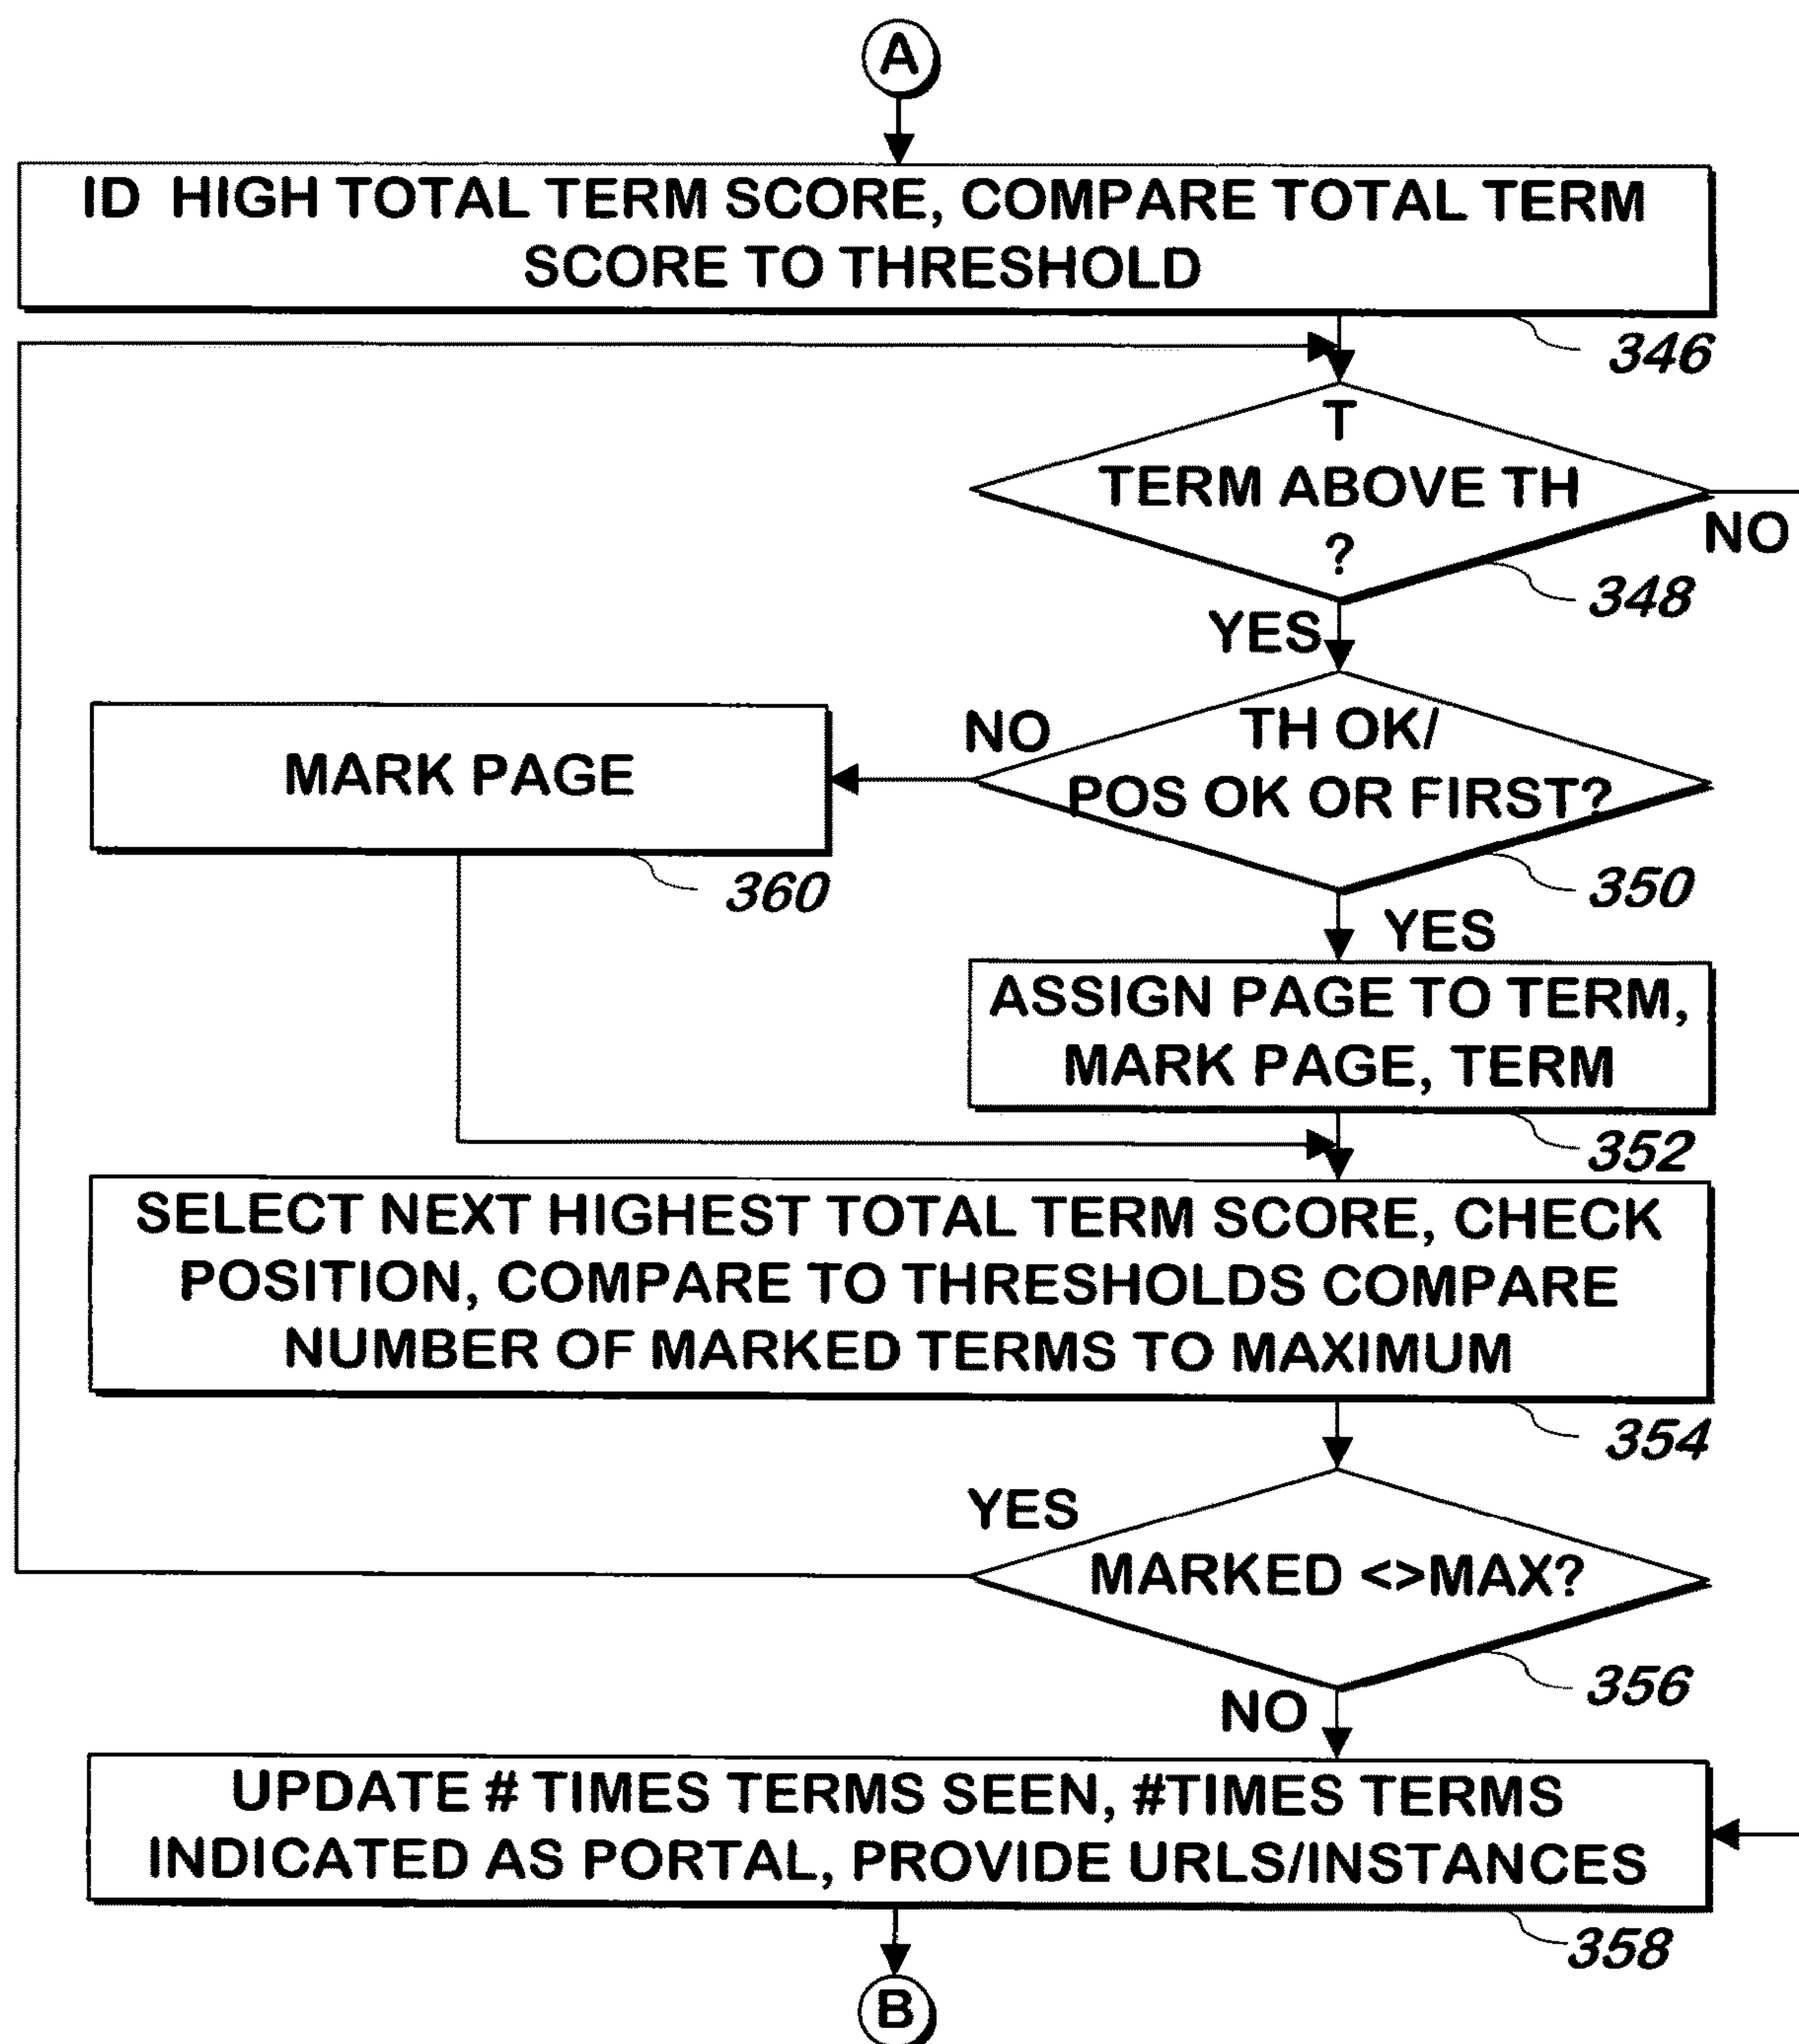 A
ID HIGH TOTAL TERM SCORE, COMPARE TOTAL TERM
SCORE TO THRESHOLD
346
T
TERM ABOVE TH
?
NO
348
YES
TH OK/
POS OK OR FIRST?
NO
350
MARK PAGE
360
YES
ASSIGN PAGE TO TERM,
MARK PAGE, TERM
352
SELECT NEXT HIGHEST TOTAL TERM SCORE, CHECK
POSITION, COMPARE TO THRESHOLDS COMPARE
NUMBER OF MARKED TERMS TO MAXIMUM
354
YES
MARKED <>MAX?
356
NO
UPDATE # TIMES TERMS SEEN, #TIMES TERMS
INDICATED AS PORTAL, PROVIDE URLS/INSTANCES
358
B